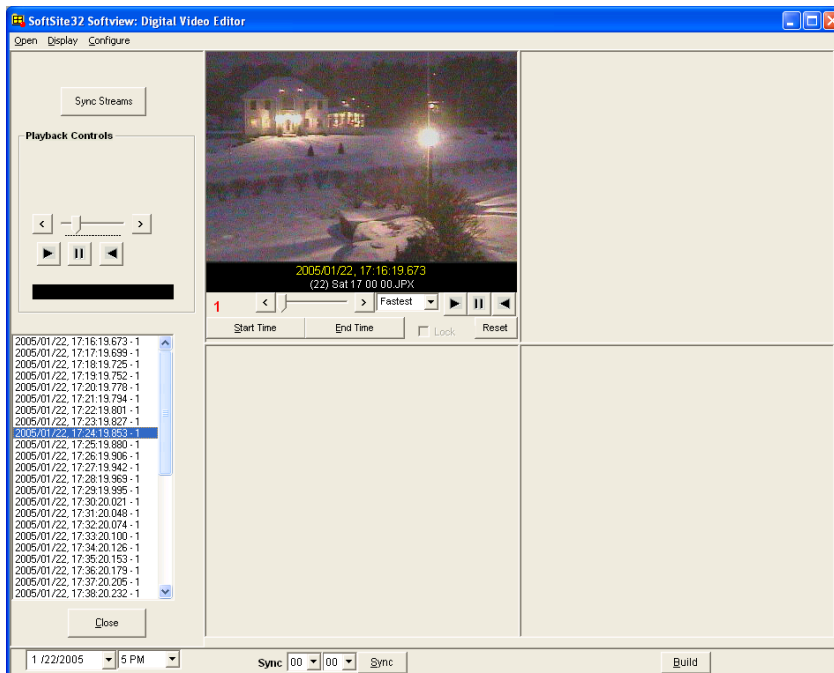 SoftSite32 Softview: Digital Video Editor
Open Display Configure
Sync Streams
Playback Controls
< >
2005/01/22, 17:16:19.673
(22) Sat 17 00 00.JPX
1 < > Fastest
Start Time End Time Lock Reset
2005/01/22, 17:16:19.673 - 1
2005/01/22, 17:17:19.699 - 1
2005/01/22, 17:18:19.725 - 1
2005/01/22, 17:19:19.752 - 1
2005/01/22, 17:20:19.778 - 1
2005/01/22, 17:21:19.794 - 1
2005/01/22, 17:22:19.801 - 1
2005/01/22, 17:23:19.827 - 1
2005/01/22, 17:24:19.853 - 1
2005/01/22, 17:25:19.880 - 1
2005/01/22, 17:26:19.906 - 1
2005/01/22, 17:27:19.942 - 1
2005/01/22, 17:28:19.969 - 1
2005/01/22, 17:29:19.995 - 1
2005/01/22, 17:30:20.021 - 1
2005/01/22, 17:31:20.048 - 1
2005/01/22, 17:32:20.074 - 1
2005/01/22, 17:33:20.100 - 1
2005/01/22, 17:34:20.126 - 1
2005/01/22, 17:35:20.153 - 1
2005/01/22, 17:36:20.179 - 1
2005/01/22, 17:37:20.205 - 1
2005/01/22, 17:38:20.232 - 1
Close
1 /22/2005 5 PM Sync 00 00 Sync Build